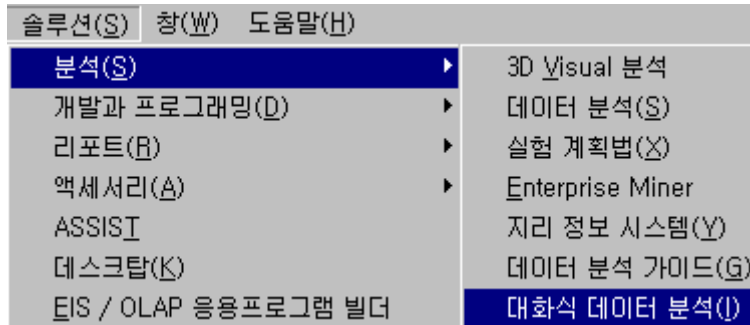 솔루션(S) 창(W) 도움말(H)
분석(S)
개발과 프로그래밍(D)
리포트(R)
액세서리(A)
ASSIST
데스크탑(K)
EIS / OLAP 응용프로그램 빌더
3D Visual 분석
데이터 분석(S)
실험 계획법(X)
Enterprise Miner
지리 정보 시스템(Y)
데이터 분석 가이드(G)
대화식 데이터 분석(I)